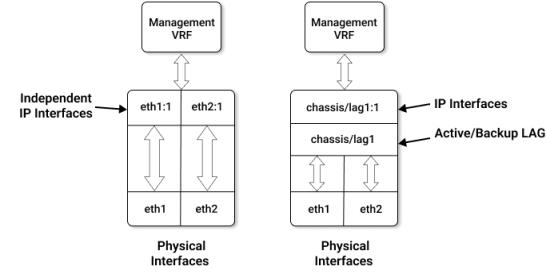 Management
VRF
Independent
IP Interfaces
eth1:1
eth2:1
eth1
eth2
Physical
Interfaces
Management
VRF
chassis/lag1:1
IP Interfaces
chassis/lag1
Active/Backup LAG
eth1
eth2
Physical
Interfaces